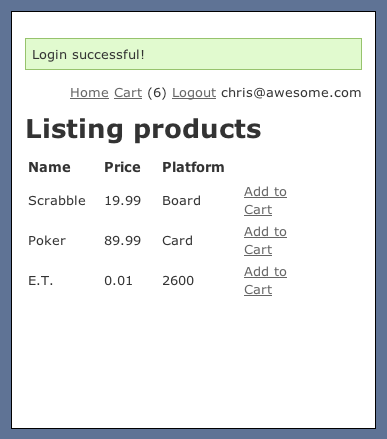 Login successful!
Home Cart (6) Logout chris@awesome.com
Listing products
Name Price Platform
Scrabble 19.99 Board Add to
Cart
Poker 89.99 Card Add to
Cart
E.T. 0.01 2600 Add to
Cart